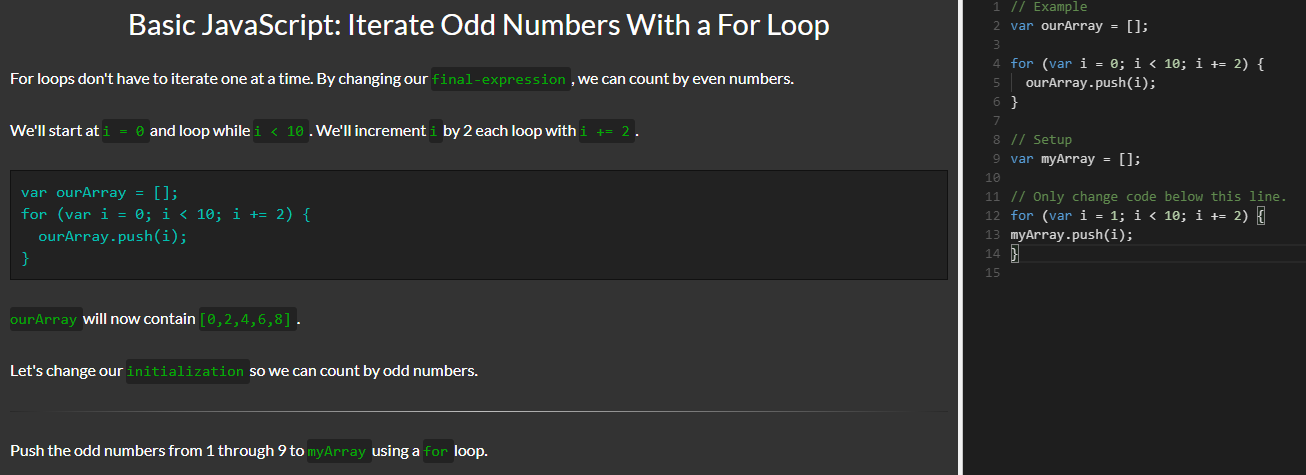 Basic JavaScript: Iterate Odd Numbers With a For Loop
For loops don't have to iterate one at a time. By changing our final-expression, we can count by even numbers.
We'll start at i = 0 and loop while i < 10. We'll increment i by 2 each loop with i += 2.
var ourArray = [];
for (var i = 0; i < 10; i += 2) {
  ourArray.push(i);
}
ourArray will now contain [0,2,4,6,8].
Let's change our initialization so we can count by odd numbers.
Push the odd numbers from 1 through 9 to myArray using a for loop.
1 // Example
2 var ourArray = [];
3
4 for (var i = 0; i < 10; i += 2) {
5   ourArray.push(i);
6 }
7
8 // Setup
9 var myArray = [];
10
11 // Only change code below this line.
12 for (var i = 1; i < 10; i += 2) {
13 myArray.push(i);
14 }
15